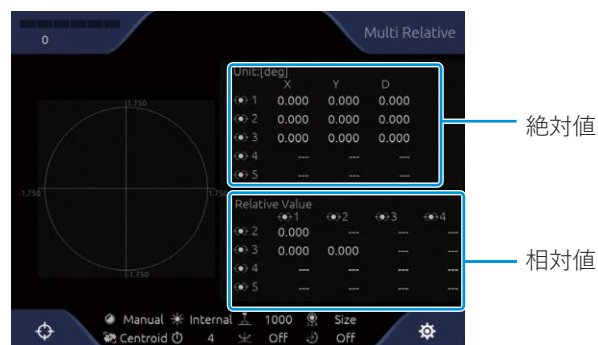 0
Multi Relative
Unit:[deg]
X Y D
1 0.000 0.000 0.000
2 0.000 0.000 0.000
3 0.000 0.000 0.000
4 --- --- ---
5 --- --- ---
絶対値
1.750
-1.750
1.750
-1.750
Relative Value
1 2 3 4
2 0.000 --- --- ---
3 0.000 0.000 --- ---
4 --- --- --- ---
5 --- --- --- ---
相対値
Manual Internal 1000 Size
Centroid 4 Off Off